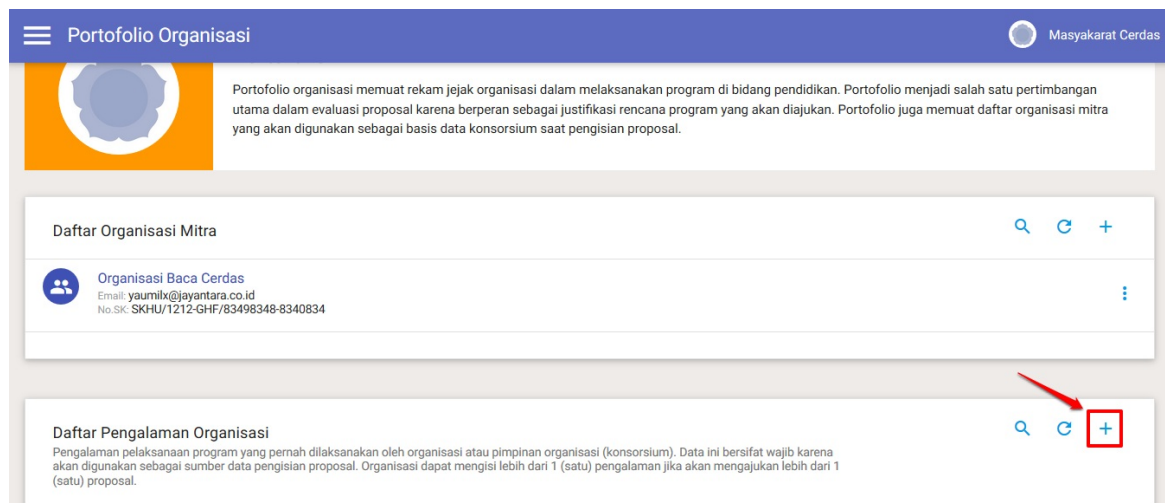 Portofolio Organisasi
Masyakarat Cerdas
Portofolio organisasi memuat rekam jejak organisasi dalam melaksanakan program di bidang pendidikan. Portofolio menjadi salah satu pertimbangan
utama dalam evaluasi proposal karena berperan sebagai justifikasi rencana program yang akan diajukan. Portofolio juga memuat daftar organisasi mitra
yang akan digunakan sebagai basis data konsorsium saat pengisian proposal.
Daftar Organisasi Mitra
Organisasi Baca Cerdas
Email: yaumilx@jayantara.co.id
No.SK: SKHU/1212-GHF/83498348-8340834
Daftar Pengalaman Organisasi
Pengalaman pelaksanaan program yang pernah dilaksanakan oleh organisasi atau pimpinan organisasi (konsorsium). Data ini bersifat wajib karena
akan digunakan sebagai sumber data pengisian proposal. Organisasi dapat mengisi lebih dari 1 (satu) pengalaman jika akan mengajukan lebih dari 1
(satu) proposal.